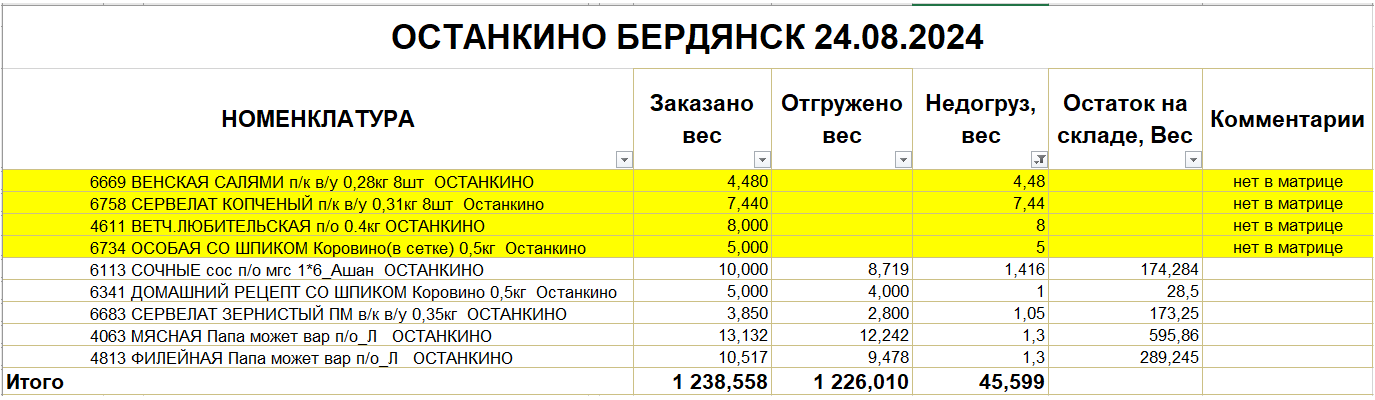 ОСТАНКИНО БЕРДЯНСК 24.08.2024
НОМЕНКЛАТУРА Заказано вес Отгружено вес Недогруз, вес Остаток на складе, Вес Комментарии
6669 ВЕНСКАЯ САЛЯМИ п/к в/у 0,28кг 8шт ОСТАНКИНО 4,480 4,48 нет в матрице
6758 СЕРВЕЛАТ КОПЧЕНЫЙ п/к в/у 0,31кг 8шт Останкино 7,440 7,44 нет в матрице
4611 ВЕТЧ.ЛЮБИТЕЛЬСКАЯ п/о 0.4кг ОСТАНКИНО 8,000 8 нет в матрице
6734 ОСОБАЯ СО ШПИКОМ Коровино(в сетке) 0,5кг Останкино 5,000 5 нет в матрице
6113 СОЧНЫЕ сос п/о мгс 1*6_Ашан ОСТАНКИНО 10,000 8,719 1,416 174,284
6341 ДОМАШНИЙ РЕЦЕПТ СО ШПИКОМ Коровино 0,5кг Останкино 5,000 4,000 1 28,5
6683 СЕРВЕЛАТ ЗЕРНИСТЫЙ ПМ в/к в/у 0,35кг ОСТАНКИНО 3,850 2,800 1,05 173,25
4063 МЯСНАЯ Папа может вар п/о_Л ОСТАНКИНО 13,132 12,242 1,3 595,86
4813 ФИЛЕЙНАЯ Папа может вар п/о_Л ОСТАНКИНО 10,517 9,478 1,3 289,245
Итого 1 238,558 1 226,010 45,599